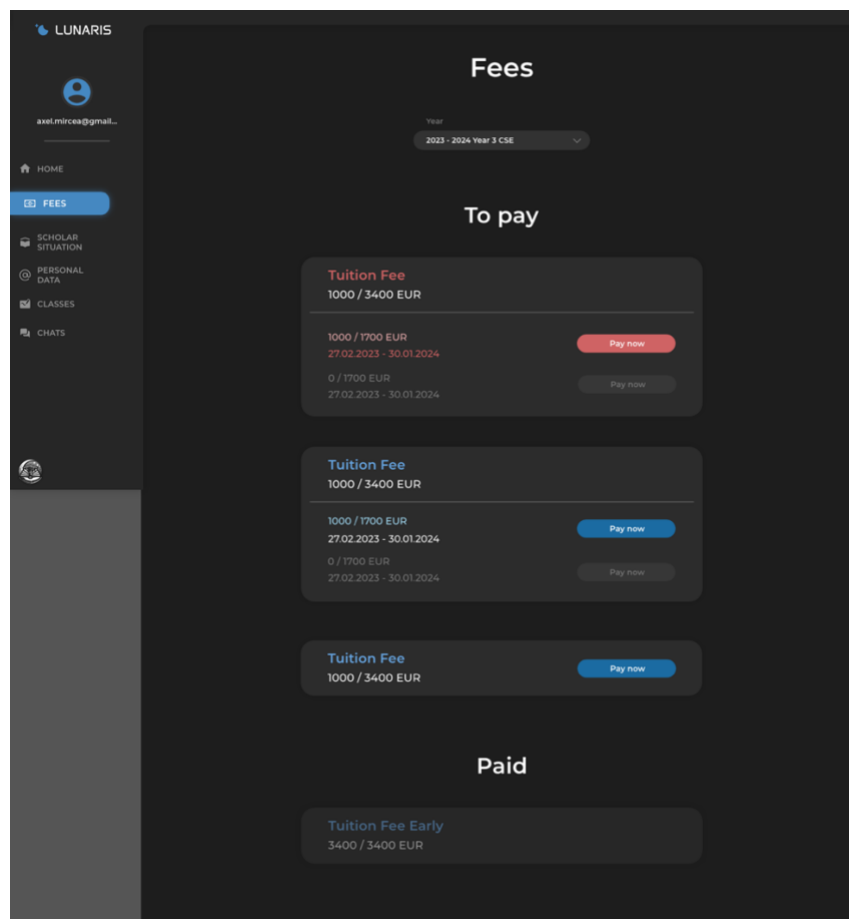 LUNARIS
axel.mircea@gmail...
HOME
FEES
SCHOLAR
SITUATION
PERSONAL
DATA
CLASSES
CHATS
Fees
Year
2023 - 2024 Year 3 CSE
To pay
Tuition Fee
1000 / 3400 EUR
1000 / 1700 EUR
27.02.2023 - 30.01.2024
Pay now
0 / 1700 EUR
27.02.2023 - 30.01.2024
Pay now
Tuition Fee
1000 / 3400 EUR
1000 / 1700 EUR
27.02.2023 - 30.01.2024
Pay now
0 / 1700 EUR
27.02.2023 - 30.01.2024
Pay now
Tuition Fee
1000 / 3400 EUR
Pay now
Paid
Tuition Fee Early
3400 / 3400 EUR